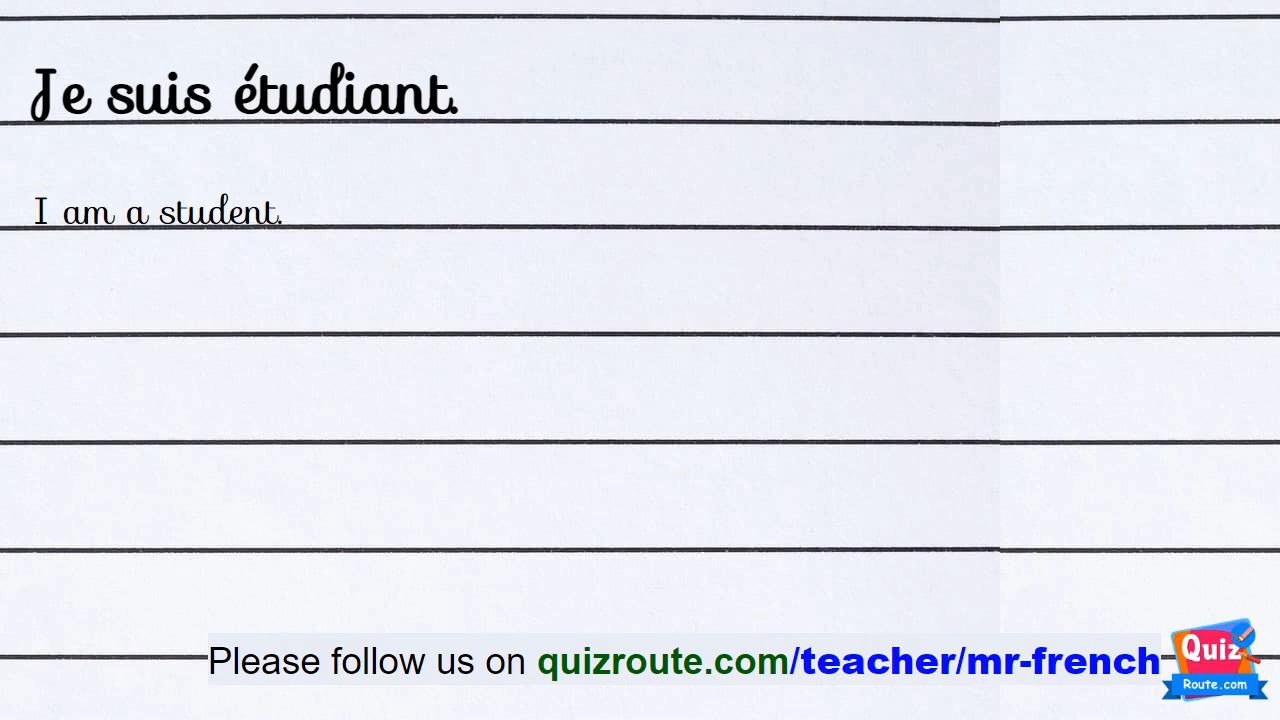 Je suis étudiant.
I am a student.
Please follow us on quizroute.com/teacher/mr-french
Quiz
Route.com